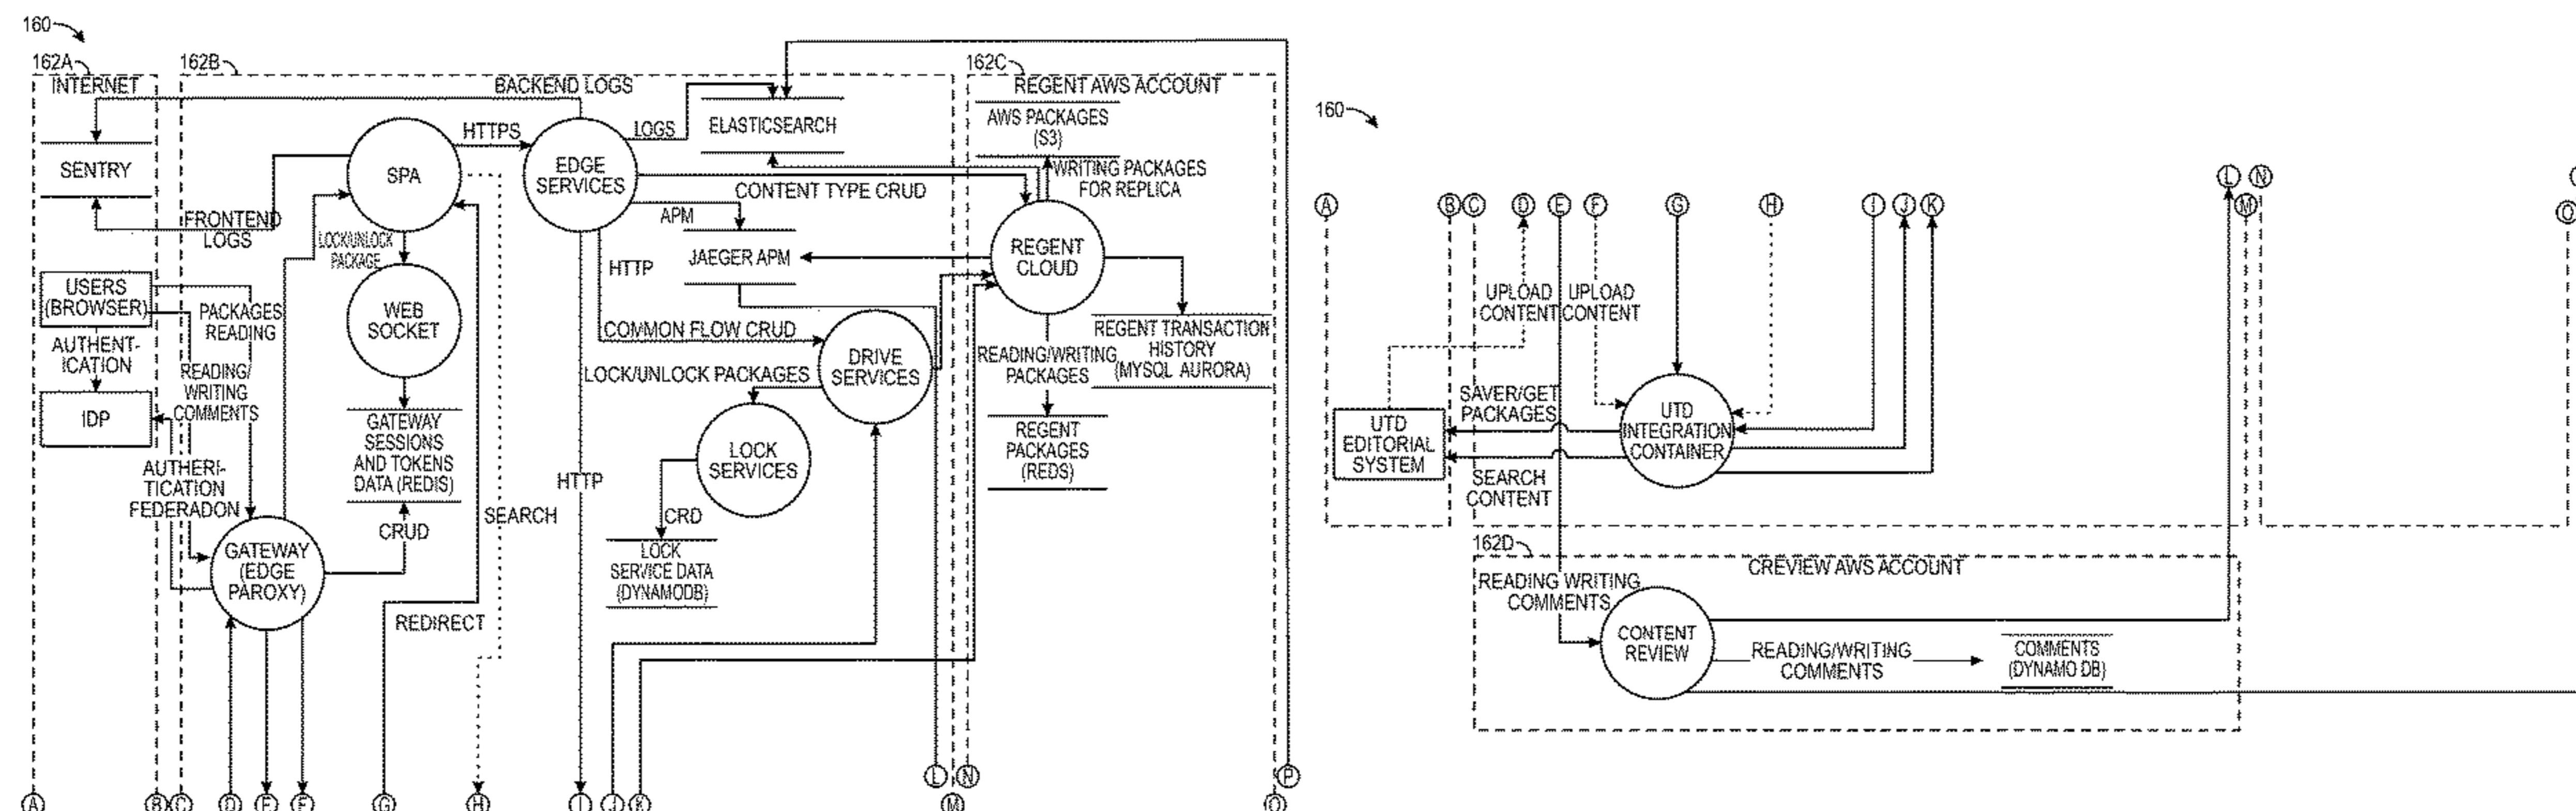 160
162A
INTERNET
SENTRY
USERS
(BROWSER)
AUTHENT-
ICATION
IDP
162B
BACKEND LOGS
SPA
HTTPS
EDGE
SERVICES
LOGS
ELASTICSEARCH
CONTENT TYPE CRUD
APM
JAEGER APM
HTTP
FRONTEND
LOGS
LOCK/UNLOCK
PACKAGE
PACKAGES
READING
WEB
SOCKET
COMMON FLOW CRUD
READING/
WRITING
COMMENTS
DRIVE
SERVICES
LOCK/UNLOCK PACKAGES
GATEWAY
SESSIONS
AND TOKENS
DATA (REDIS)
LOCK
SERVICES
AUTHERI-
TICATION
FEDERADON
HTTP
SEARCH
CRD
CRUD
GATEWAY
(EDGE
PAROXY)
LOCK
SERVICE DATA
(DYNAMODB)
REDIRECT
162C
REGENT AWS ACCOUNT
AWS PACKAGES
(S3)
WRITING PACKAGES
FOR REPLICA
REGENT
CLOUD
REGENT TRANSACTION
HISTORY
(MYSQL AURORA)
READING/WRITING
PACKAGES
REGENT
PACKAGES
(REDS)
L N P
A B C D E F G H I J K M O
160
L N
A B C D E F G H I J K M O
UPLOAD
CONTENT
UPLOAD
CONTENT
SAVER/GET
PACKAGES
UTD
EDITORIAL
SYSTEM
UTD
INTEGRATION
CONTAINER
SEARCH
CONTENT
162D
CREVIEW AWS ACCOUNT
READING WRITING
COMMENTS
CONTENT
REVIEW
READING/WRITING
COMMENTS
COMMENTS
(DYNAMO DB)